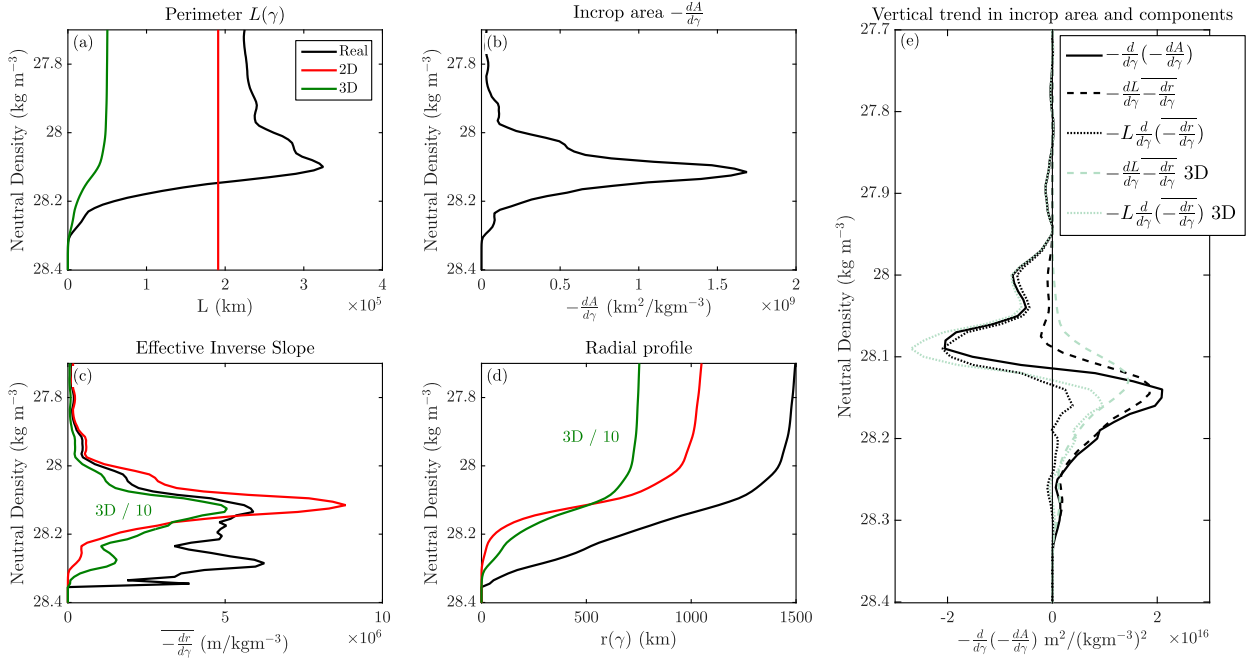 Perimeter L(γ)
(a)
Real
2D
3D
27.8
28
28.2
28.4
Neutral Density (kg m⁻³)
0 1 2 3 4
×10⁵
L (km)
Incrop area −dA/dγ
(b)
27.8
28
28.2
28.4
Neutral Density (kg m⁻³)
0 0.5 1 1.5 2
×10⁹
−dA/dγ (km²/kgm⁻³)
Effective Inverse Slope
(c)
3D / 10
27.8
28
28.2
28.4
Neutral Density (kg m⁻³)
0 5 10
×10⁶
−dr/dγ (m/kgm⁻³)
Radial profile
(d)
3D / 10
27.8
28
28.2
28.4
Neutral Density (kg m⁻³)
0 500 1000 1500
r(γ) (km)
Vertical trend in incrop area and components
(e)
−d/dγ(−dA/dγ)
−dL/dγ −dr/dγ
−L d/dγ(−dr/dγ)
−dL/dγ −dr/dγ 3D
−L d/dγ(−dr/dγ) 3D
27.7
27.8
27.9
28
28.1
28.2
28.3
28.4
Neutral Density (kg m⁻³)
-2 0 2
×10¹⁶
−d/dγ(−dA/dγ) m²/(kgm⁻³)²